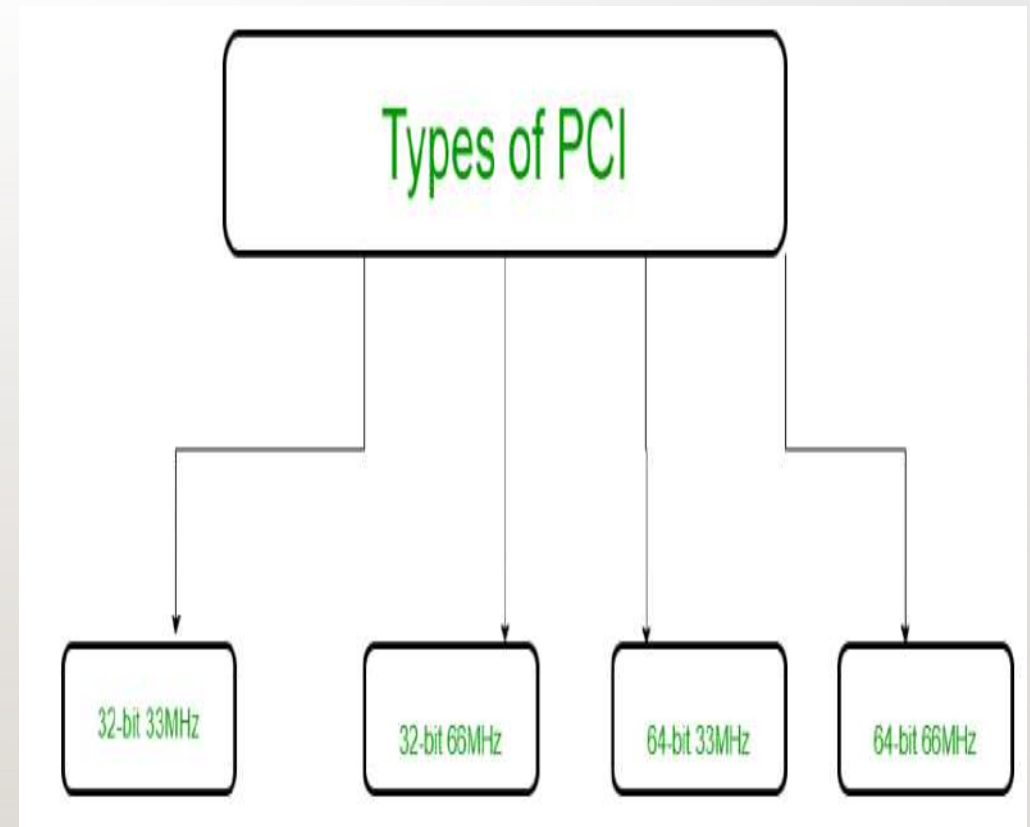 Types of PCI
32-bit 33MHz
32-bit 66MHz
64-bit 33MHz
64-bit 66MHz